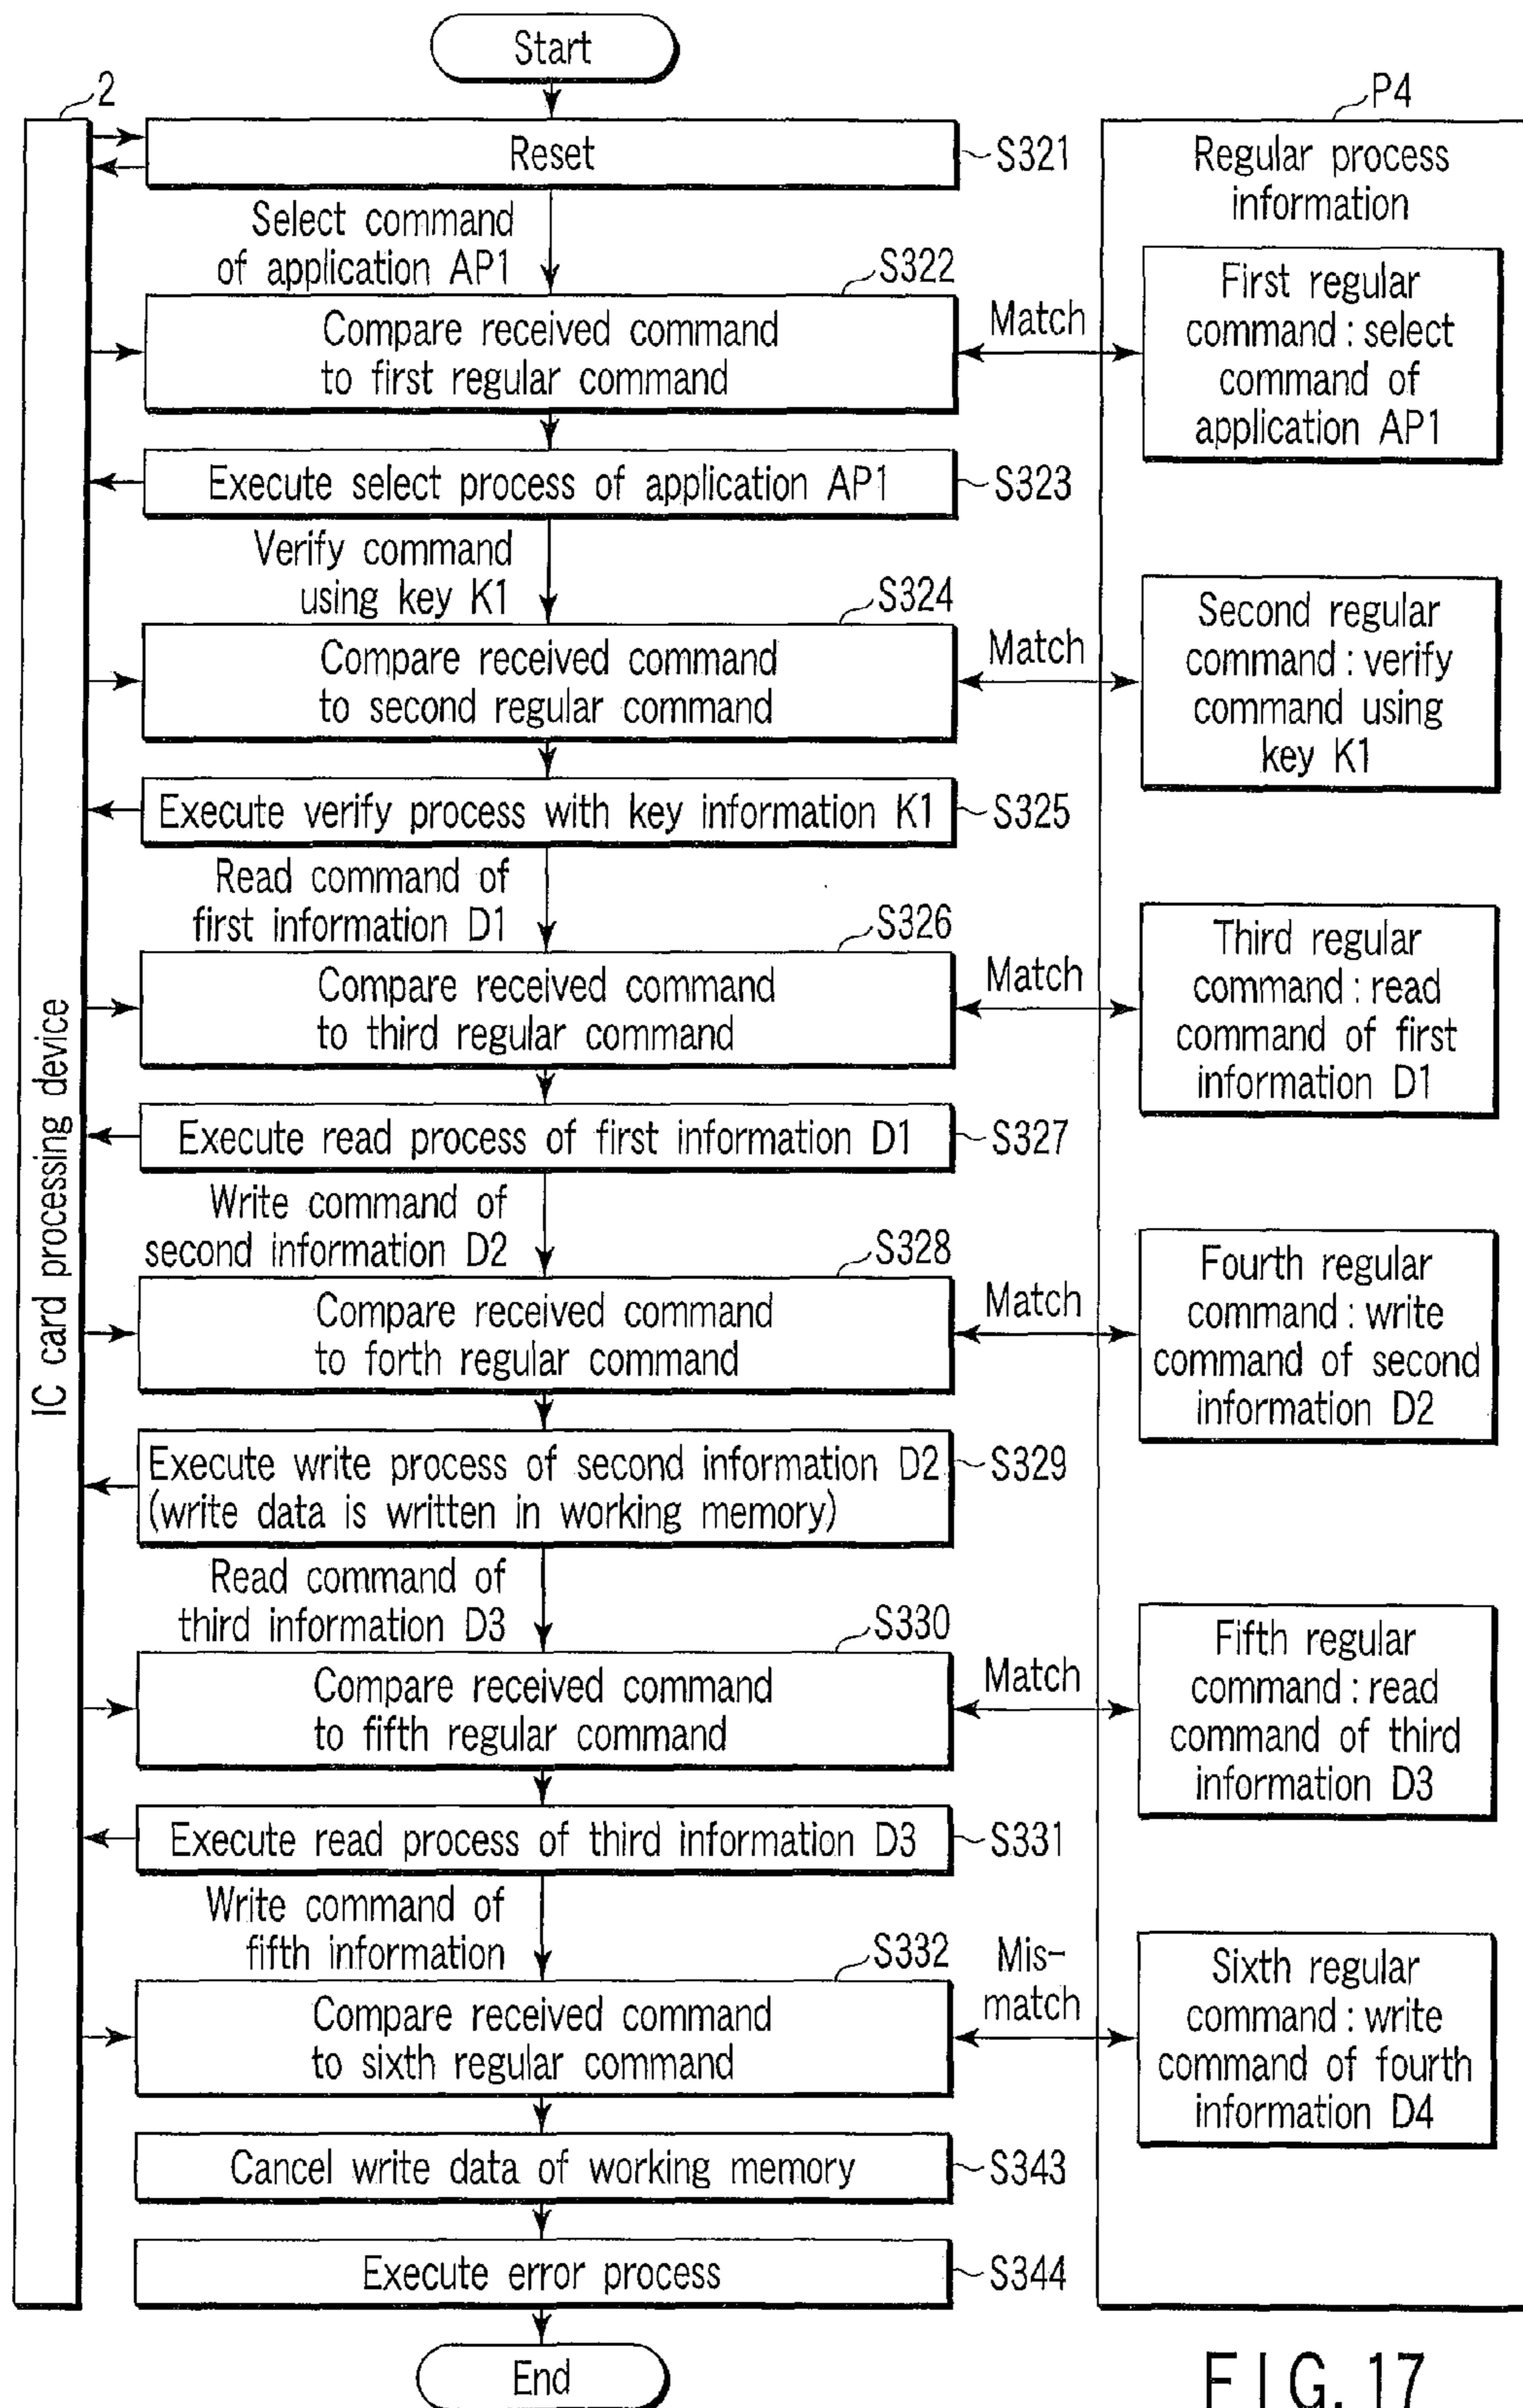 Start
2
P4
Reset
S321
Regular process
information
Select command
of application AP1
S322
Compare received command
to first regular command
Match
First regular
command : select
command of
application AP1
Execute select process of application AP1
S323
Verify command
using key K1
S324
Compare received command
to second regular command
Match
Second regular
command : verify
command using
key K1
Execute verify process with key information K1
S325
Read command of
first information D1
S326
Compare received command
to third regular command
Match
Third regular
command : read
command of first
information D1
IC card processing device
Execute read process of first information D1
S327
Write command of
second information D2
S328
Compare received command
to forth regular command
Match
Fourth regular
command : write
command of second
information D2
Execute write process of second information D2
(write data is written in working memory)
S329
Read command of
third information D3
S330
Compare received command
to fifth regular command
Match
Fifth regular
command : read
command of third
information D3
Execute read process of third information D3
S331
Write command of
fifth information
S332
Compare received command
to sixth regular command
Mis-
match
Sixth regular
command : write
command of fourth
information D4
Cancel write data of working memory
S343
Execute error process
S344
End
FIG. 17